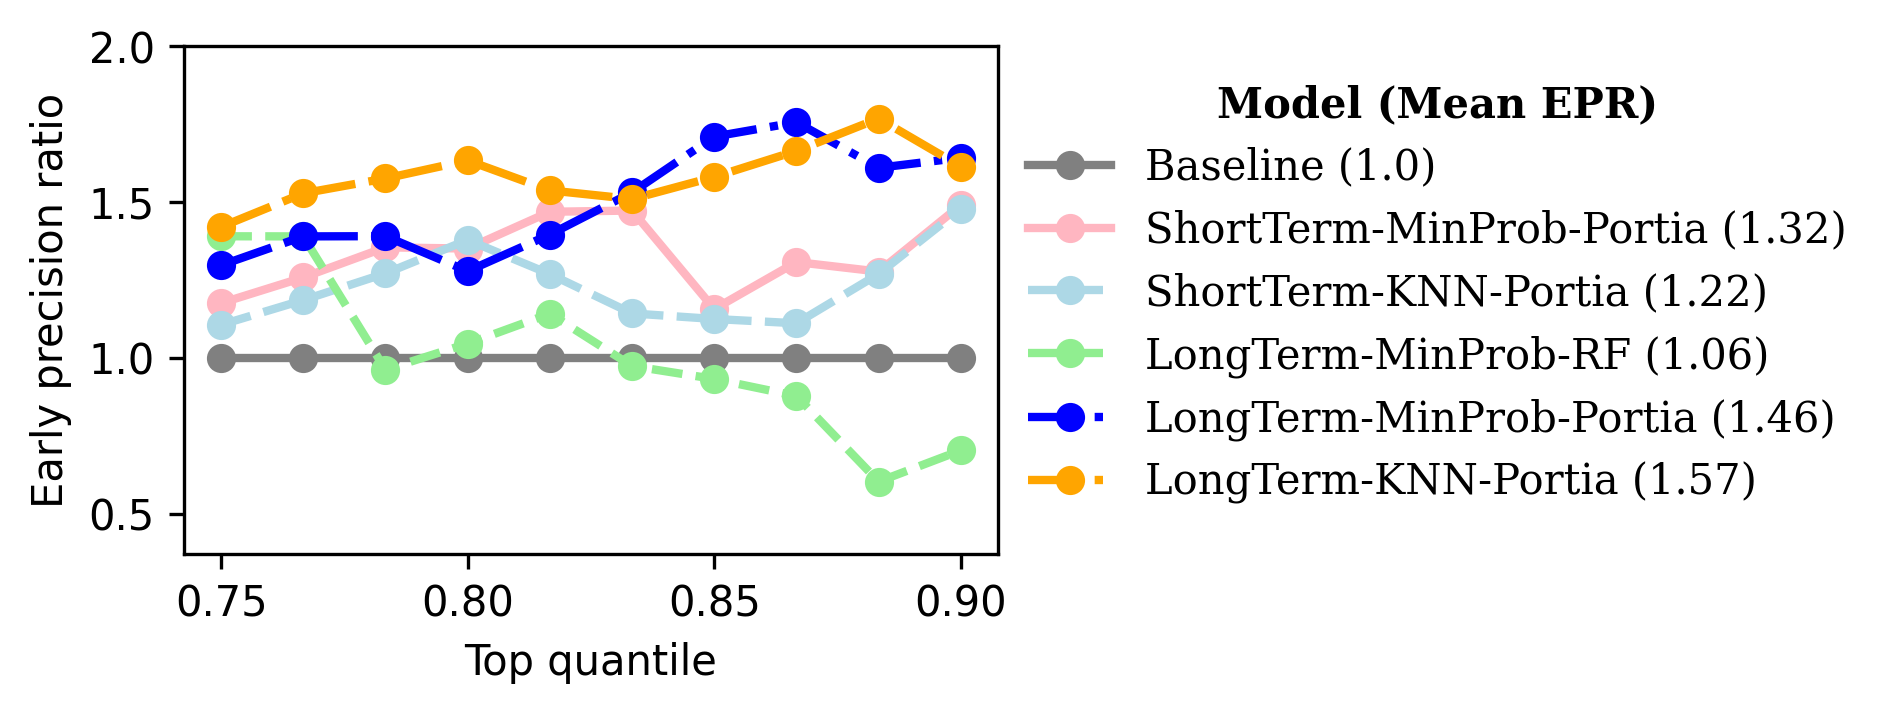 2.0
1.5
1.0
0.5
Early precision ratio
0.75 0.80 0.85 0.90
Top quantile
Model (Mean EPR)
Baseline (1.0)
ShortTerm-MinProb-Portia (1.32)
ShortTerm-KNN-Portia (1.22)
LongTerm-MinProb-RF (1.06)
LongTerm-MinProb-Portia (1.46)
LongTerm-KNN-Portia (1.57)